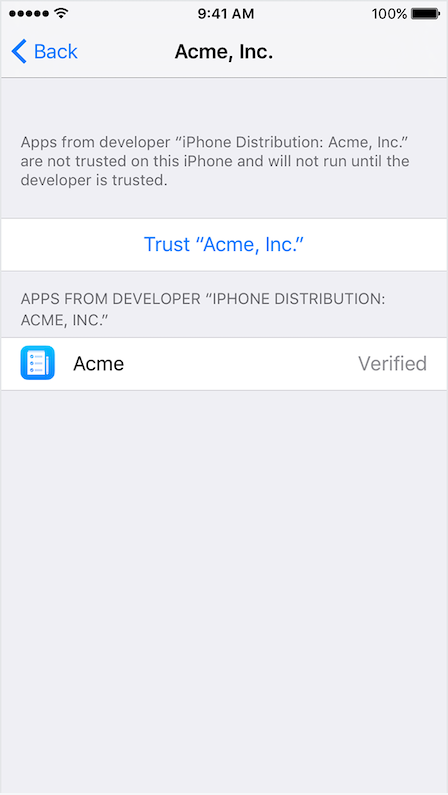 9:41 AM 100%
Back Acme, Inc.
Apps from developer “iPhone Distribution: Acme, Inc.”
are not trusted on this iPhone and will not run until the
developer is trusted.
Trust “Acme, Inc.”
APPS FROM DEVELOPER “IPHONE DISTRIBUTION:
ACME, INC.”
Acme Verified